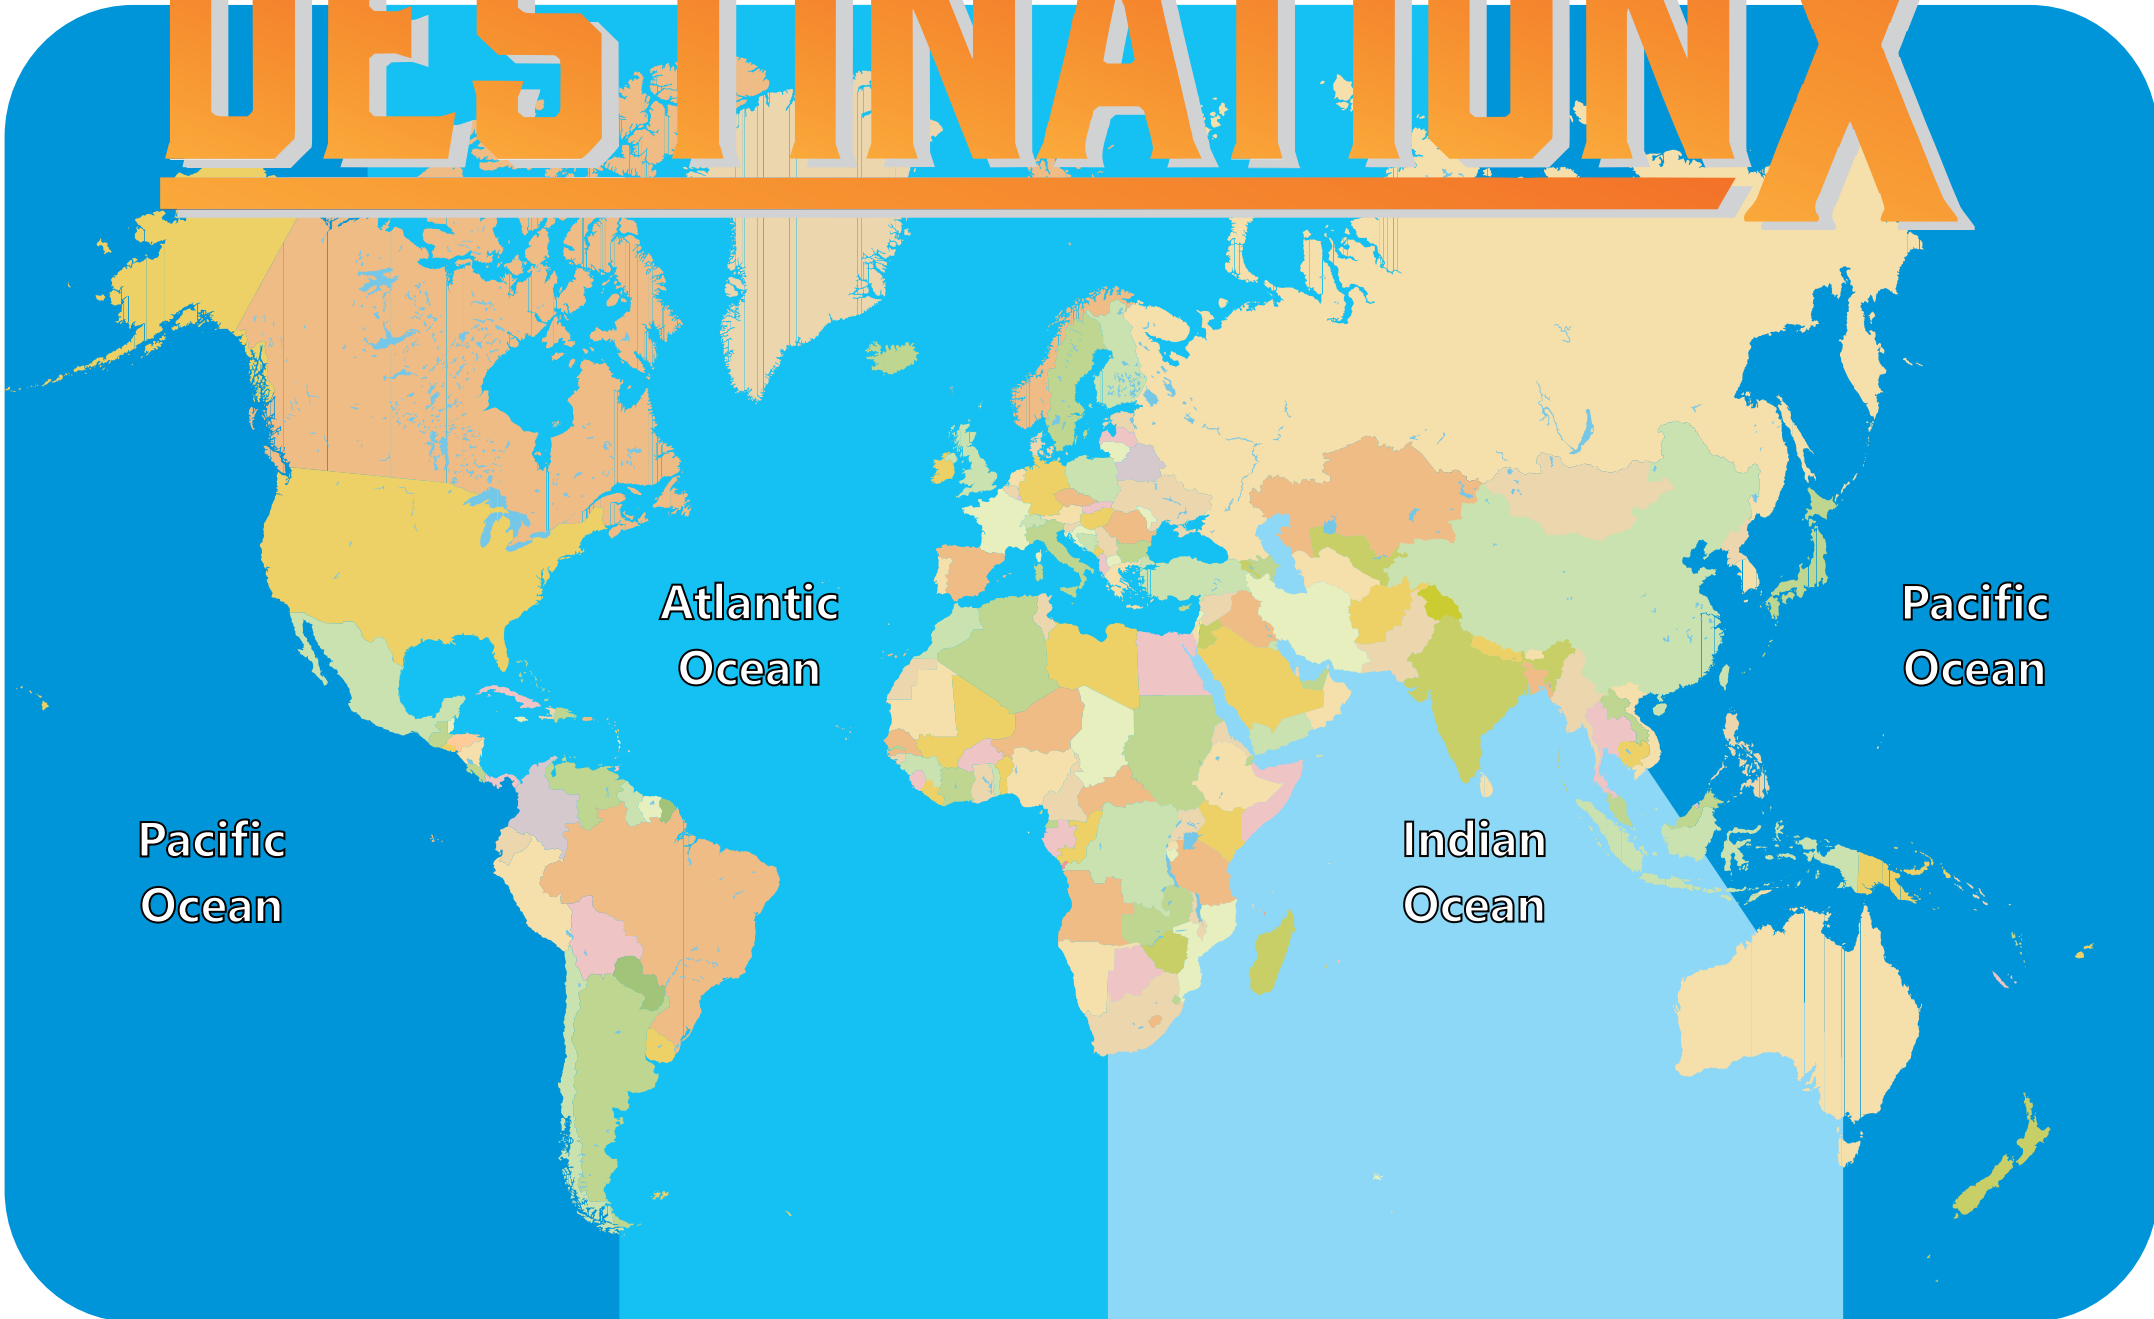 DESTINATION X
Atlantic
Ocean
Pacific
Ocean
Pacific
Ocean
Indian
Ocean